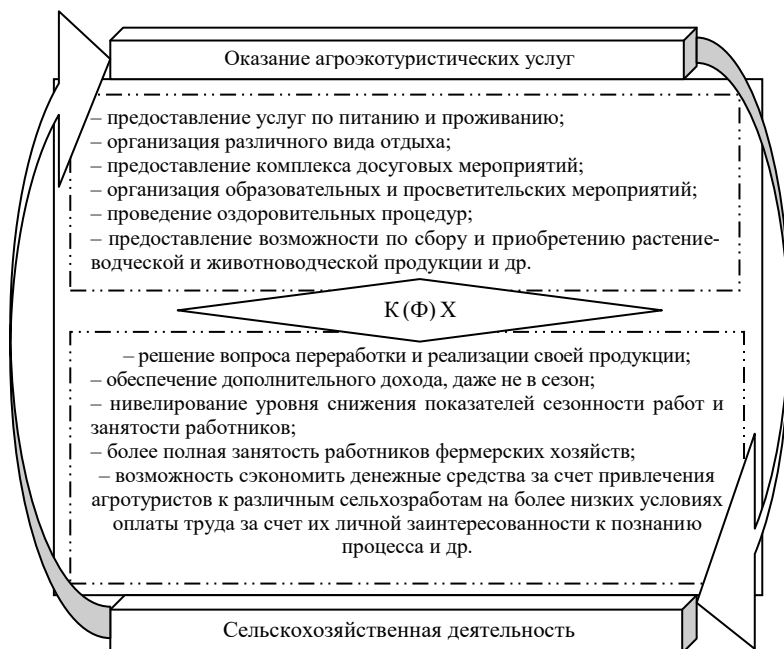 Оказание агроэкотуристических услуг
– предоставление услуг по питанию и проживанию;
– организация различного вида отдыха;
– предоставление комплекса досуговых мероприятий;
– организация образовательных и просветительских мероприятий;
– проведение оздоровительных процедур;
– предоставление возможности по сбору и приобретению растение-
водческой и животноводческой продукции и др.
К (Ф) Х
– решение вопроса переработки и реализации своей продукции;
– обеспечение дополнительного дохода, даже не в сезон;
– нивелирование уровня снижения показателей сезонности работ и
занятости работников;
– более полная занятость работников фермерских хозяйств;
– возможность сэкономить денежные средства за счет привлечения
агротуристов к различным сельхозработам на более низких условиях
оплаты труда за счет их личной заинтересованности к познанию
процесса и др.
Сельскохозяйственная деятельность